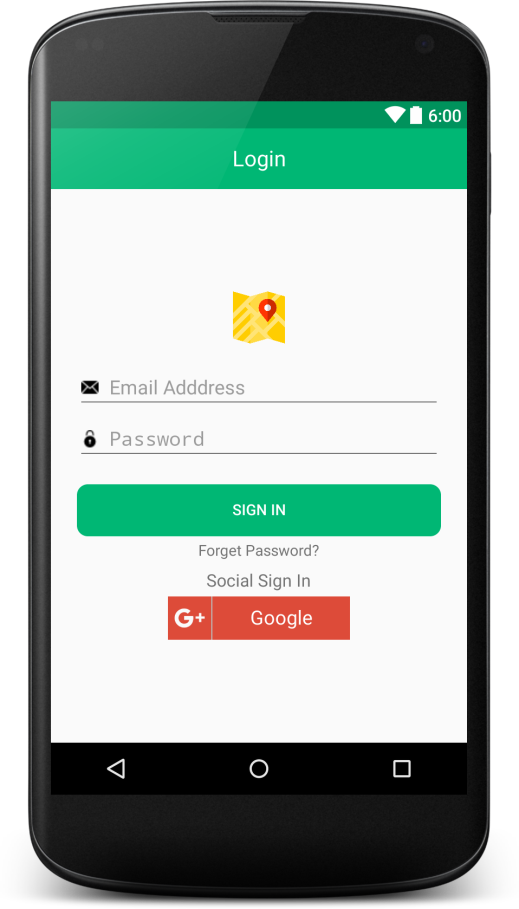 6:00
Login
Email Adddress
Password
SIGN IN
Forget Password?
Social Sign In
G+ Google